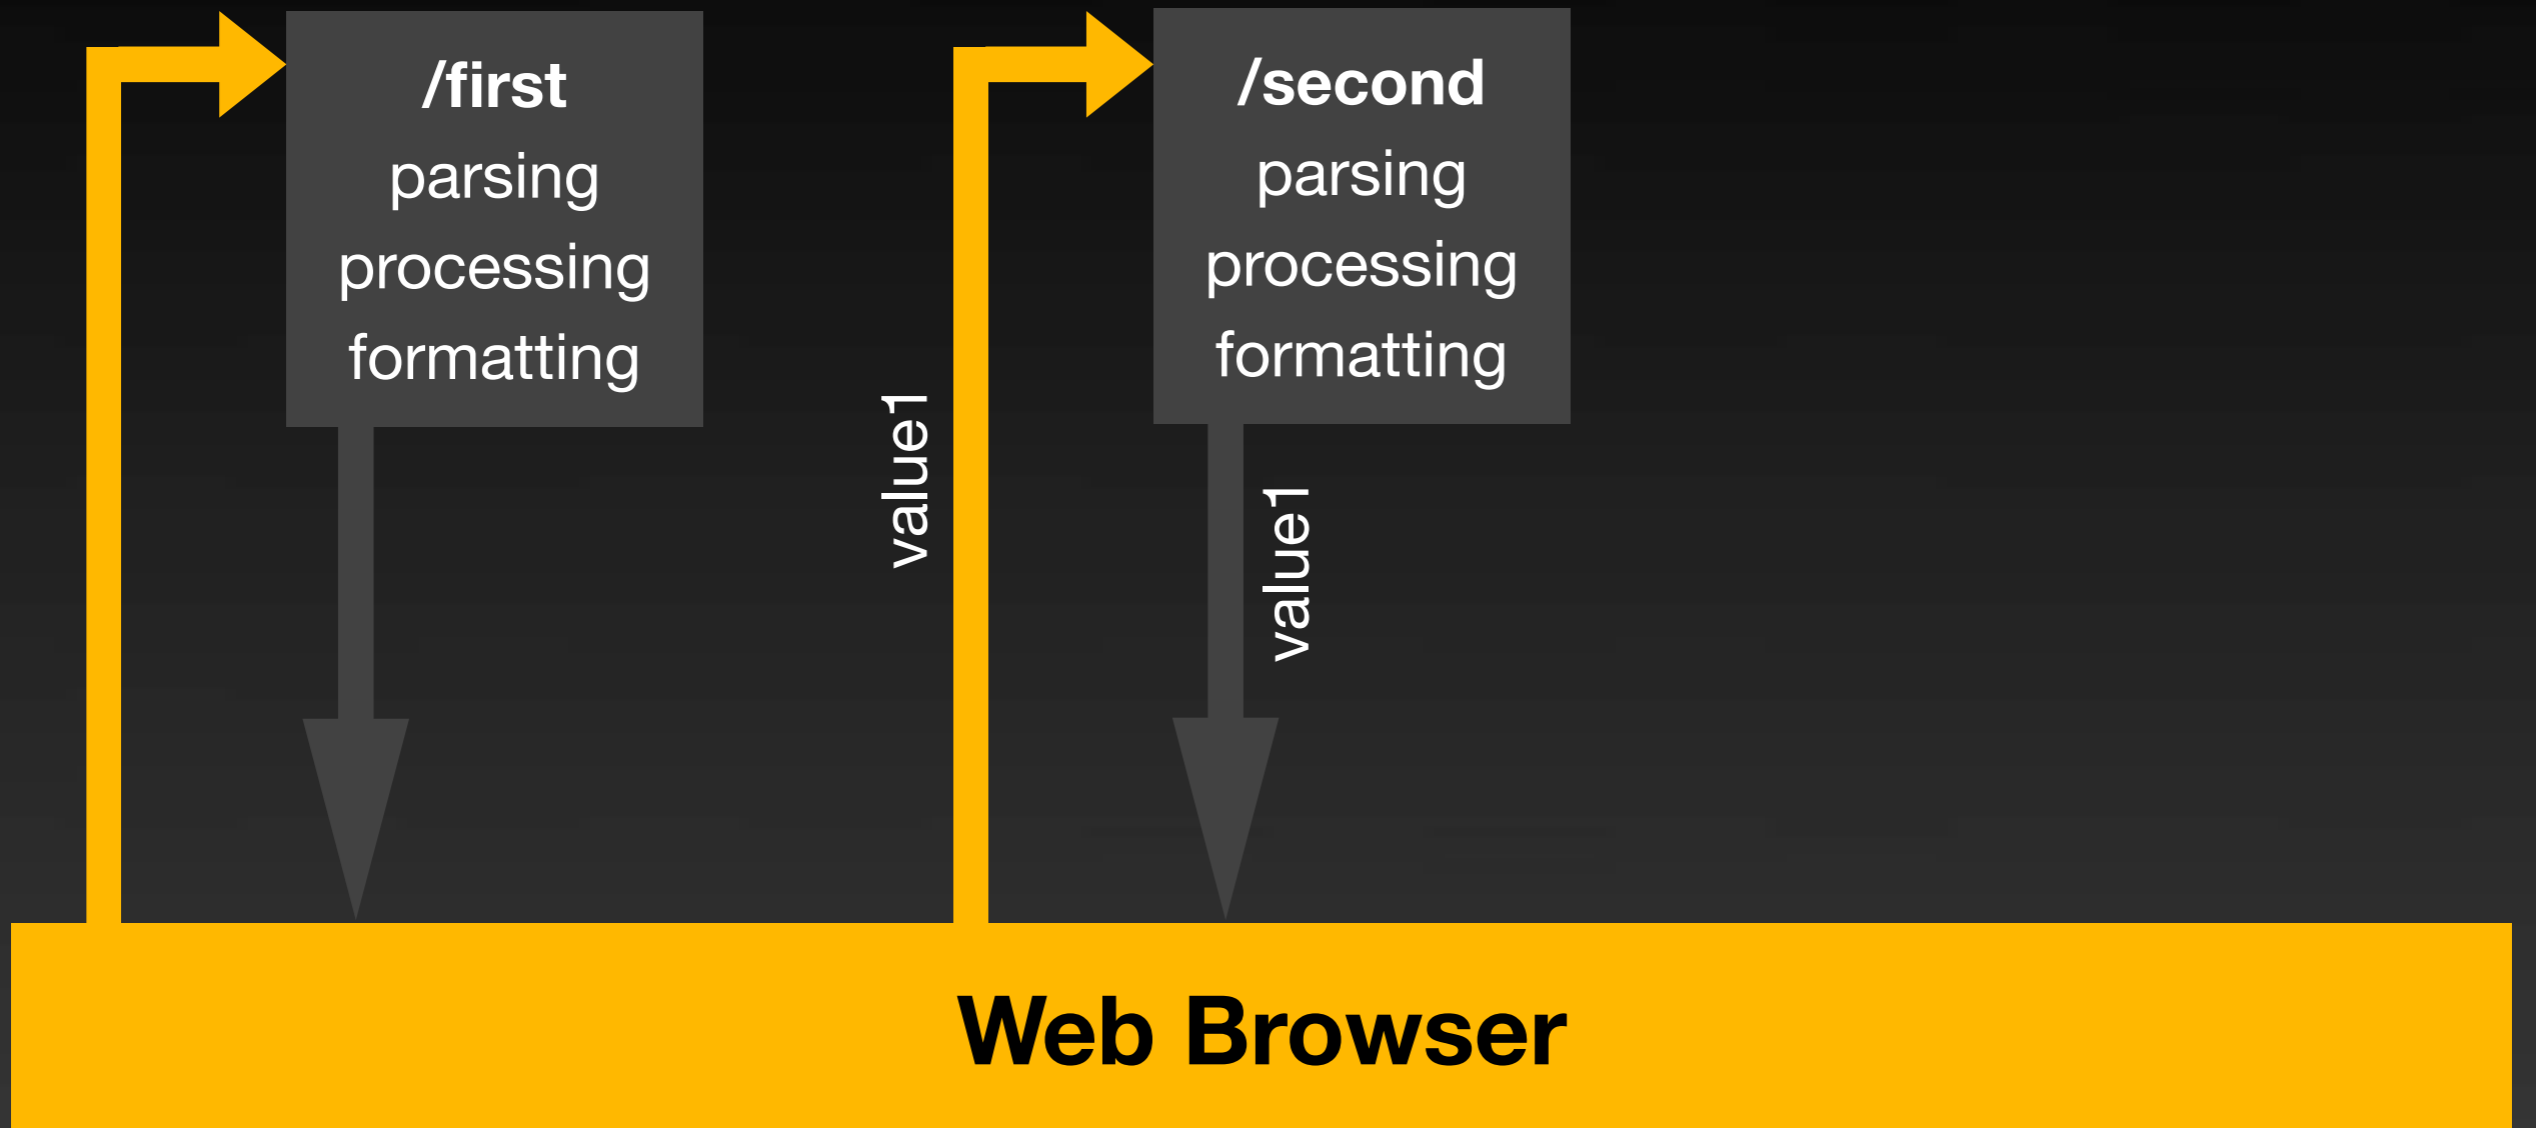 /first
parsing
processing
formatting
value1
/second
parsing
processing
formatting
value1
Web Browser